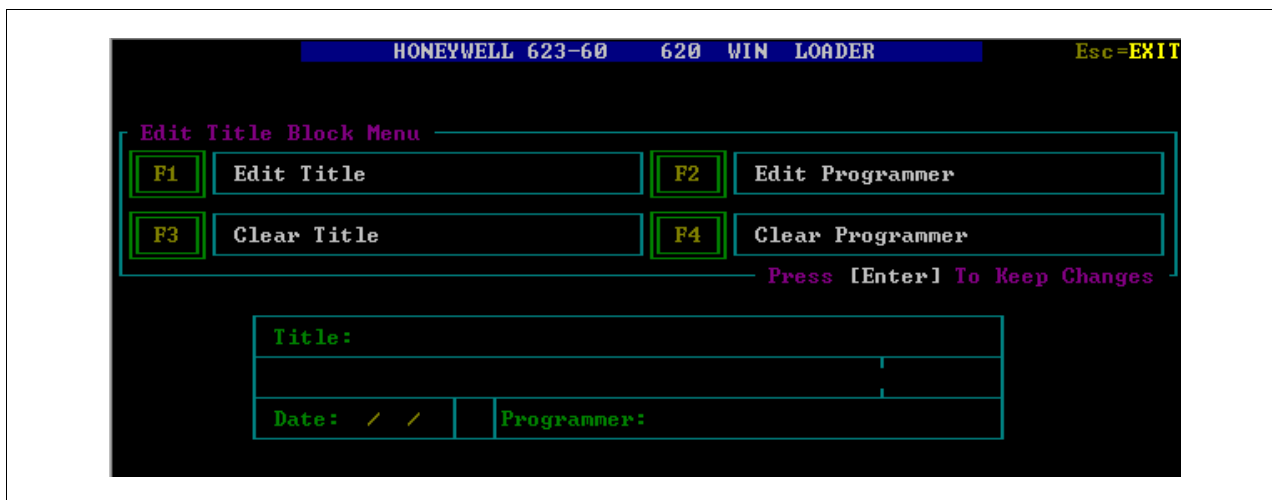 HONEYWELL 623-60 620 WIN LOADER Esc=EXIT
Edit Title Block Menu
F1 Edit Title F2 Edit Programmer
F3 Clear Title F4 Clear Programmer
Press [Enter] To Keep Changes
Title:
Date: / / Programmer: